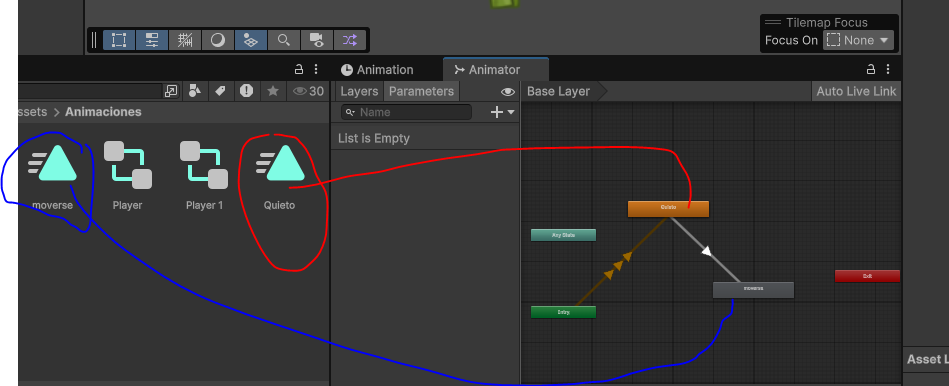 Tilemap Focus
Focus On None
Animation Animator
30 Layers Parameters Base Layer Auto Live Link
ssets > Animaciones Name
List is Empty
moverse Player Player 1 Quieto
Quieto
Any State
Exit
moverse
Entry
Asset L